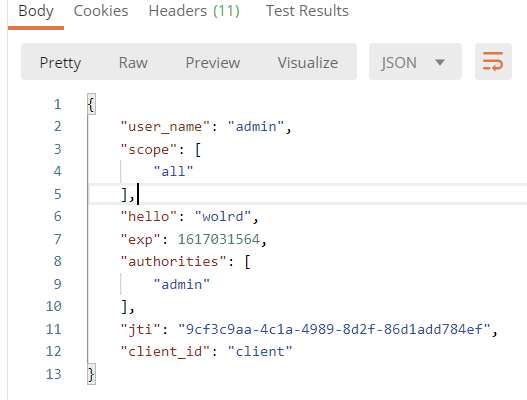 Body Cookies Headers (11) Test Results
Pretty Raw Preview Visualize JSON
1 {
2 "user_name": "admin",
3 "scope": [
4 "all"
5 ],
6 "hello": "wolrd",
7 "exp": 1617031564,
8 "authorities": [
9 "admin"
10 ],
11 "jti": "9cf3c9aa-4c1a-4989-8d2f-86d1add784ef",
12 "client_id": "client"
13 }